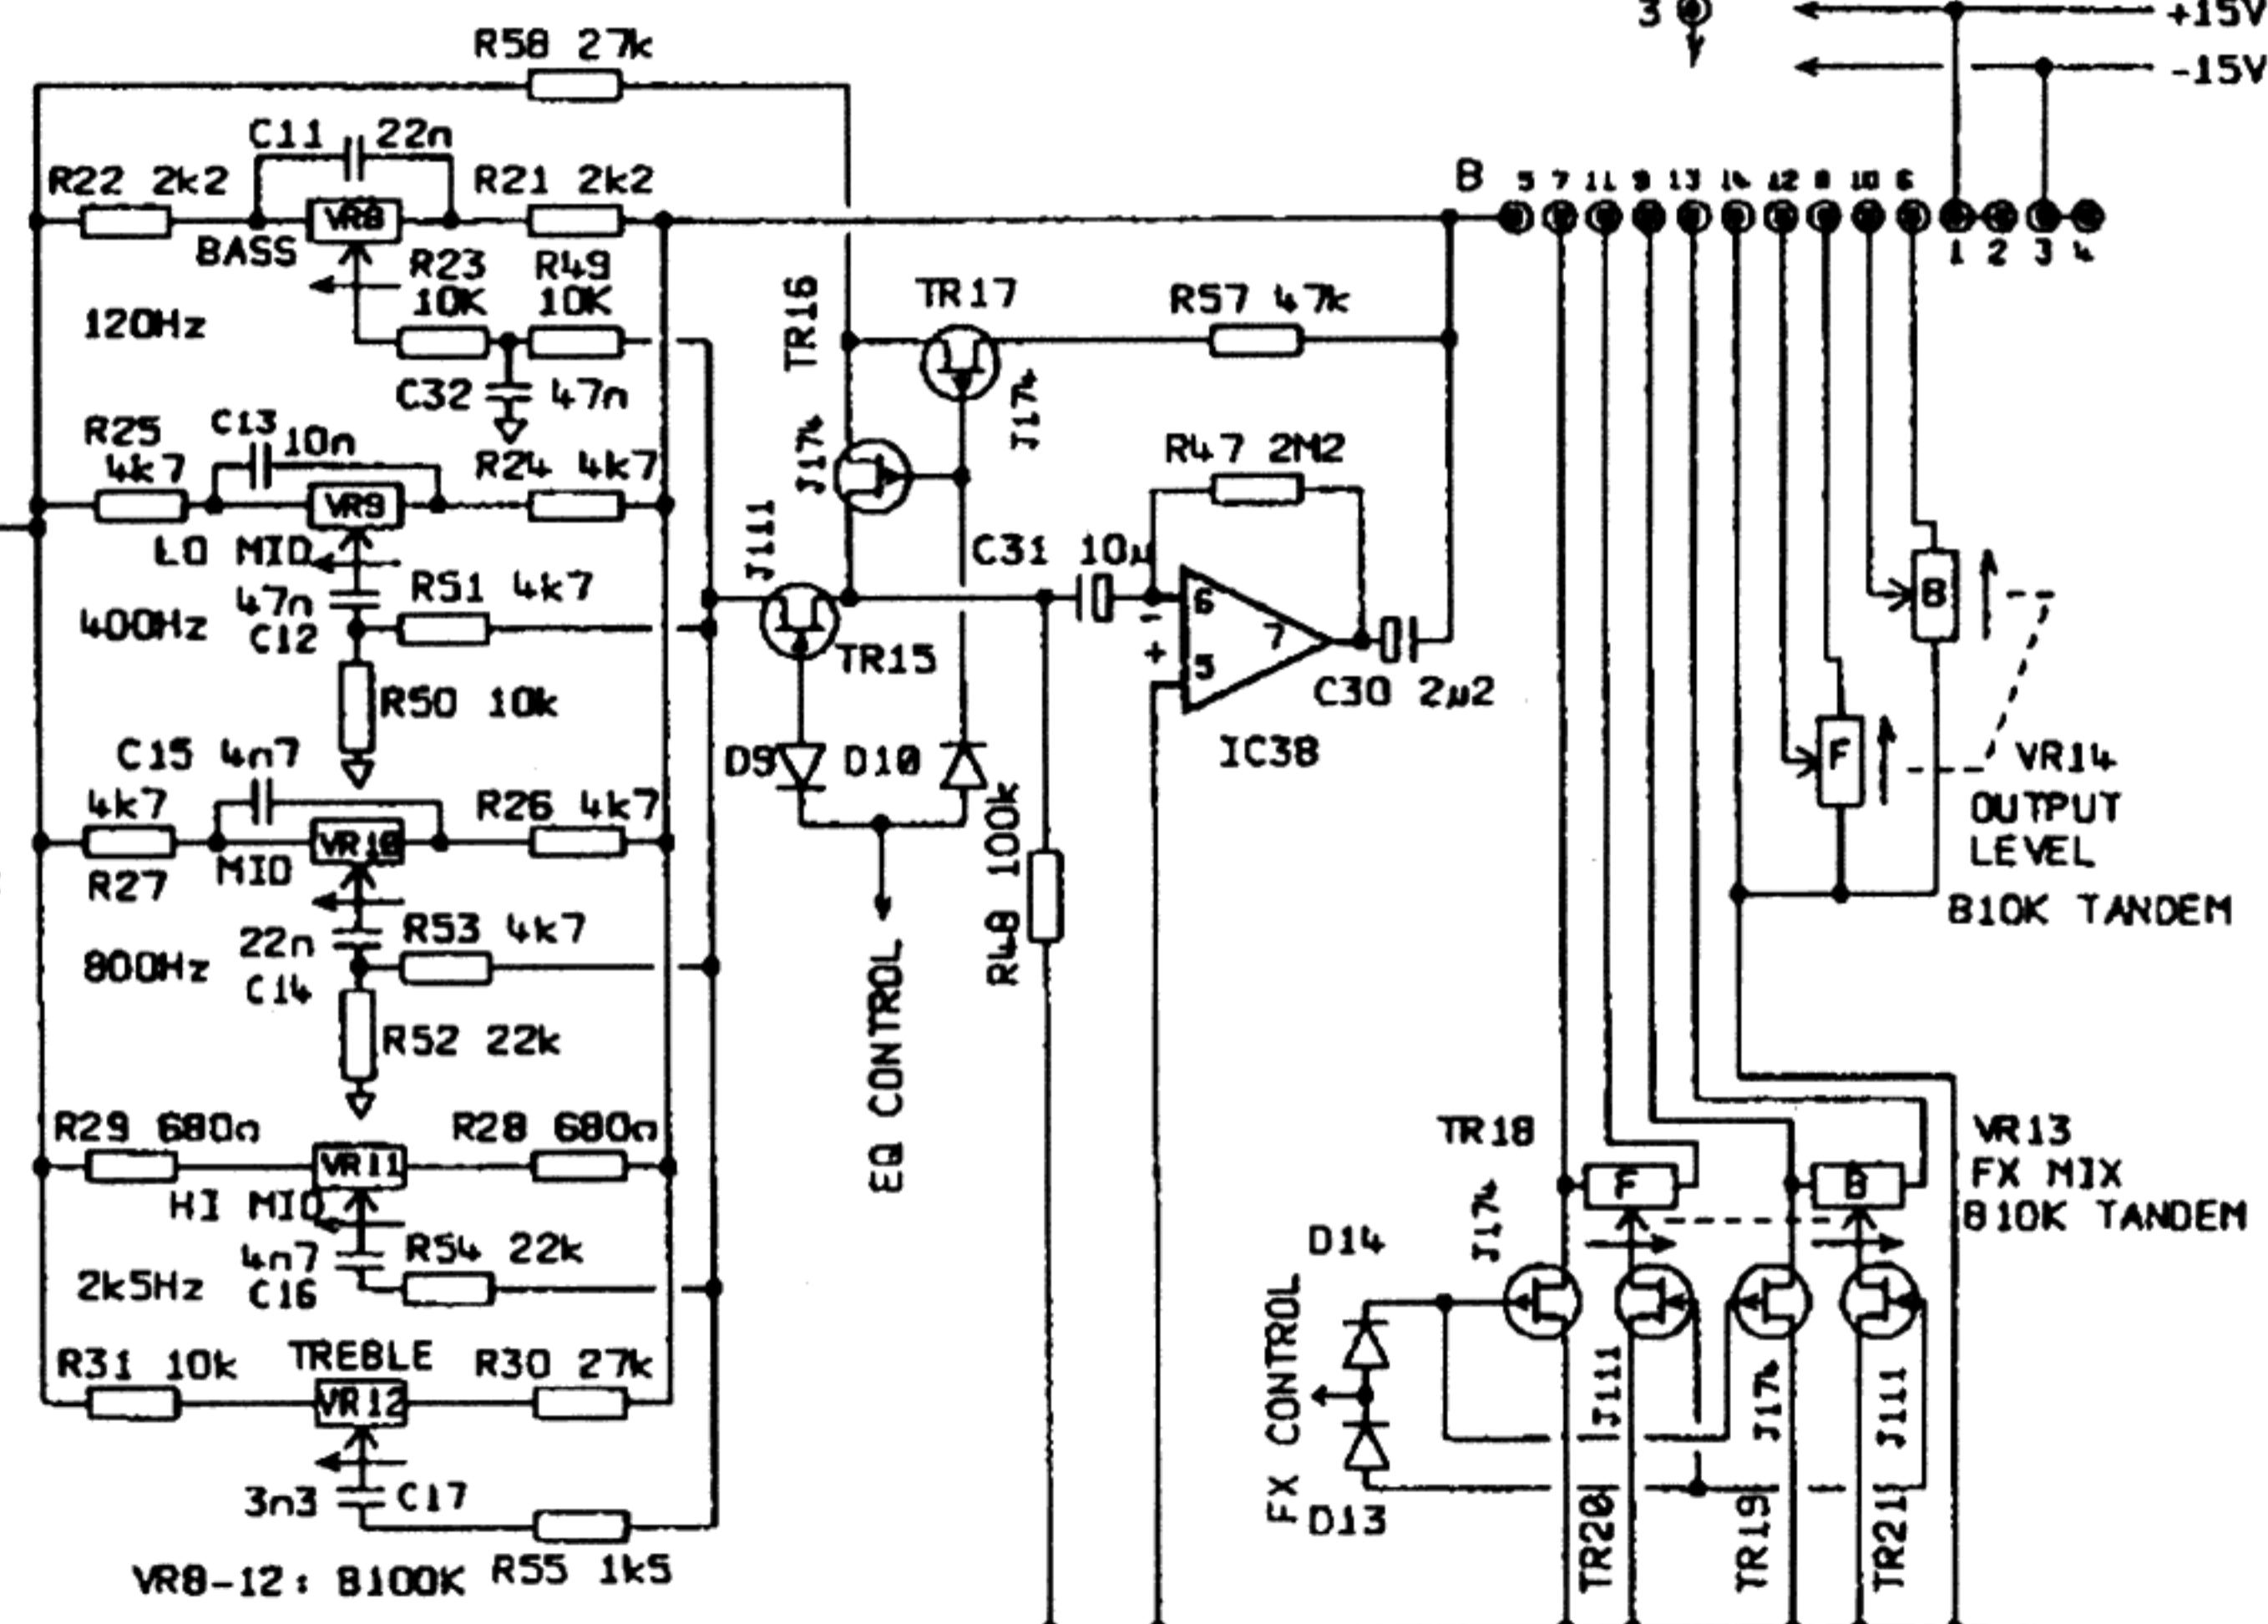 3
+15V
-15V
R58 27k
C11 22n
R22 2k2
VR8
R21 2k2
BASS
R23 10K
R49 10K
120Hz
C32 47n
B 5 7 11 9 13 14 12 8 10 6
1 2 3 4
TR16
J174
TR17
J174
R57 47k
R25 4k7
C13 10n
VR9
R24 4k7
LO MID
400Hz
47n C12
R51 4k7
R50 10k
J111
TR15
C31 10µ
R47 2M2
6
-
+
5
7
IC38
C30 2µ2
D9
D10
R48 100k
EQ CONTROL
C15 4n7
4k7
R27
VR10
R26 4k7
MID
800Hz
22n
C14
R53 4k7
R52 22k
R29 680n
VR11
R28 680n
HI MID
2k5Hz
4n7
C16
R54 22k
R31 10k
TREBLE
VR12
R30 27k
3n3
C17
R55 1k5
VR8-12: B100K
B
F
VR14
OUTPUT
LEVEL
B10K TANDEM
TR18
J174
F
B
VR13
FX MIX
B10K TANDEM
D14
FX CONTROL
D13
J111
TR20
J174
TR19
J111
TR21